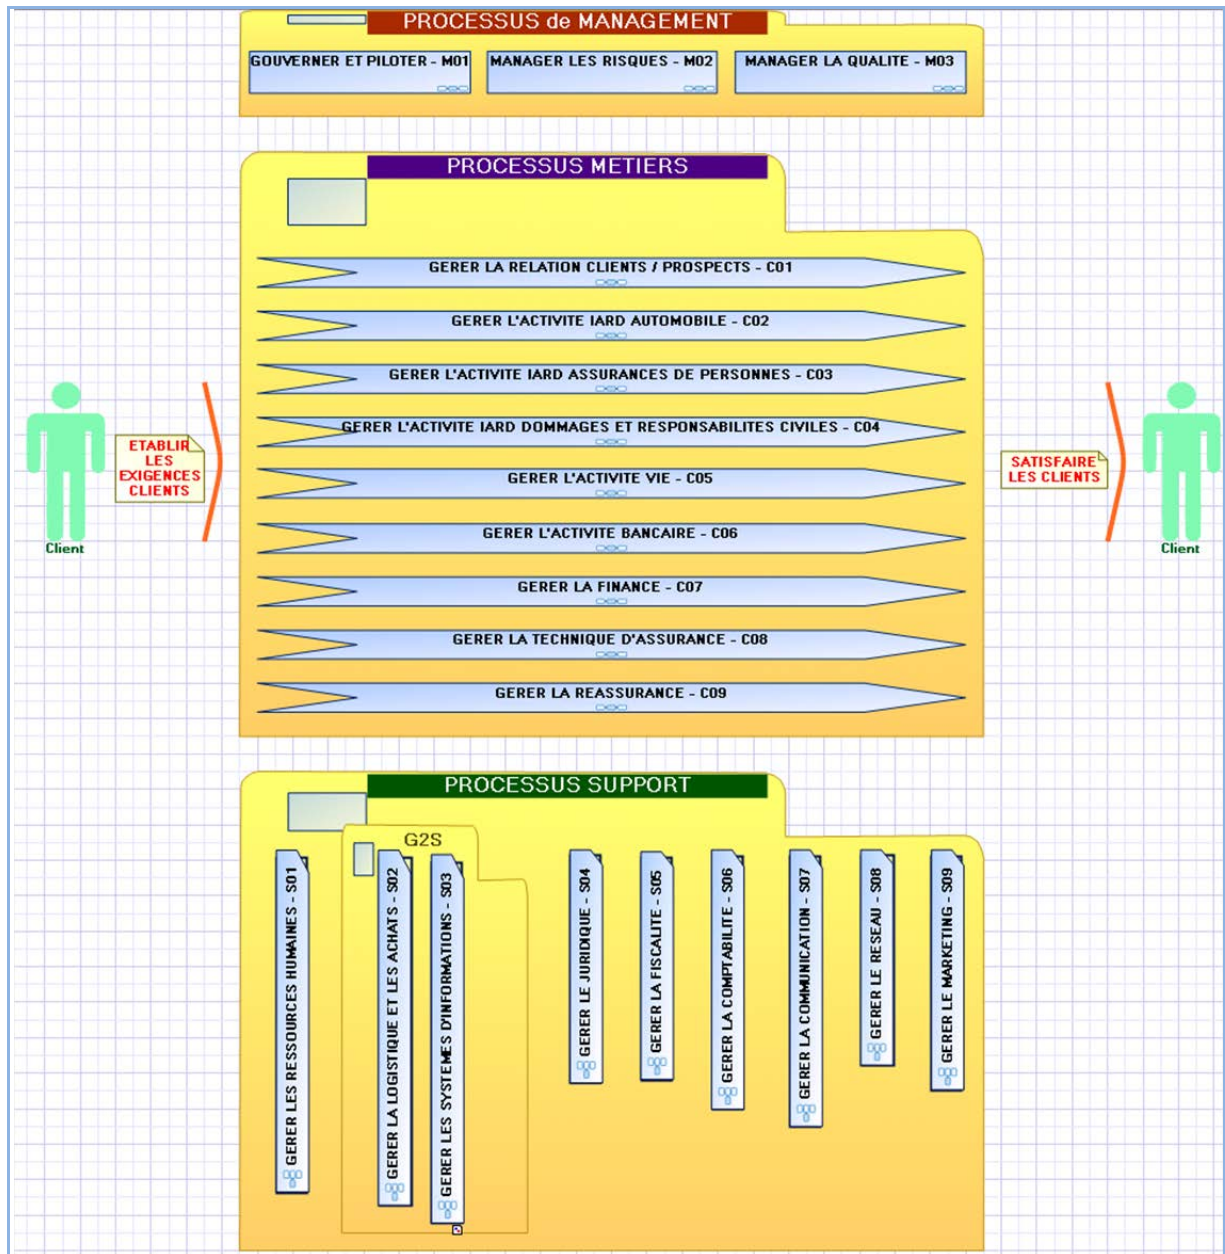 PROCESSUS de MANAGEMENT
GOUVERNER ET PILOTER - M01
MANAGER LES RISQUES - M02
MANAGER LA QUALITE - M03
PROCESSUS METIERS
GERER LA RELATION CLIENTS / PROSPECTS - C01
GERER L'ACTIVITE IARD AUTOMOBILE - C02
GERER L'ACTIVITE IARD ASSURANCES DE PERSONNES - C03
GERER L'ACTIVITE IARD DOMMAGES ET RESPONSABILITES CIVILES - C04
GERER L'ACTIVITE VIE - C05
GERER L'ACTIVITE BANCAIRE - C06
GERER LA FINANCE - C07
GERER LA TECHNIQUE D'ASSURANCE - C08
GERER LA REASSURANCE - C09
ETABLIR
LES
EXIGENCES
CLIENTS
Client
SATISFAIRE
LES CLIENTS
Client
PROCESSUS SUPPORT
G2S
GERER LES RESSOURCES HUMAINES - S01
GERER LA LOGISTIQUE ET LES ACHATS - S02
GERER LES SYSTEMES D'INFORMATIONS - S03
GERER LE JURIDIQUE - S04
GERER LA FISCALITE - S05
GERER LA COMPTABILITE - S06
GERER LA COMMUNICATION - S07
GERER LE RESEAU - S08
GERER LE MARKETING - S09